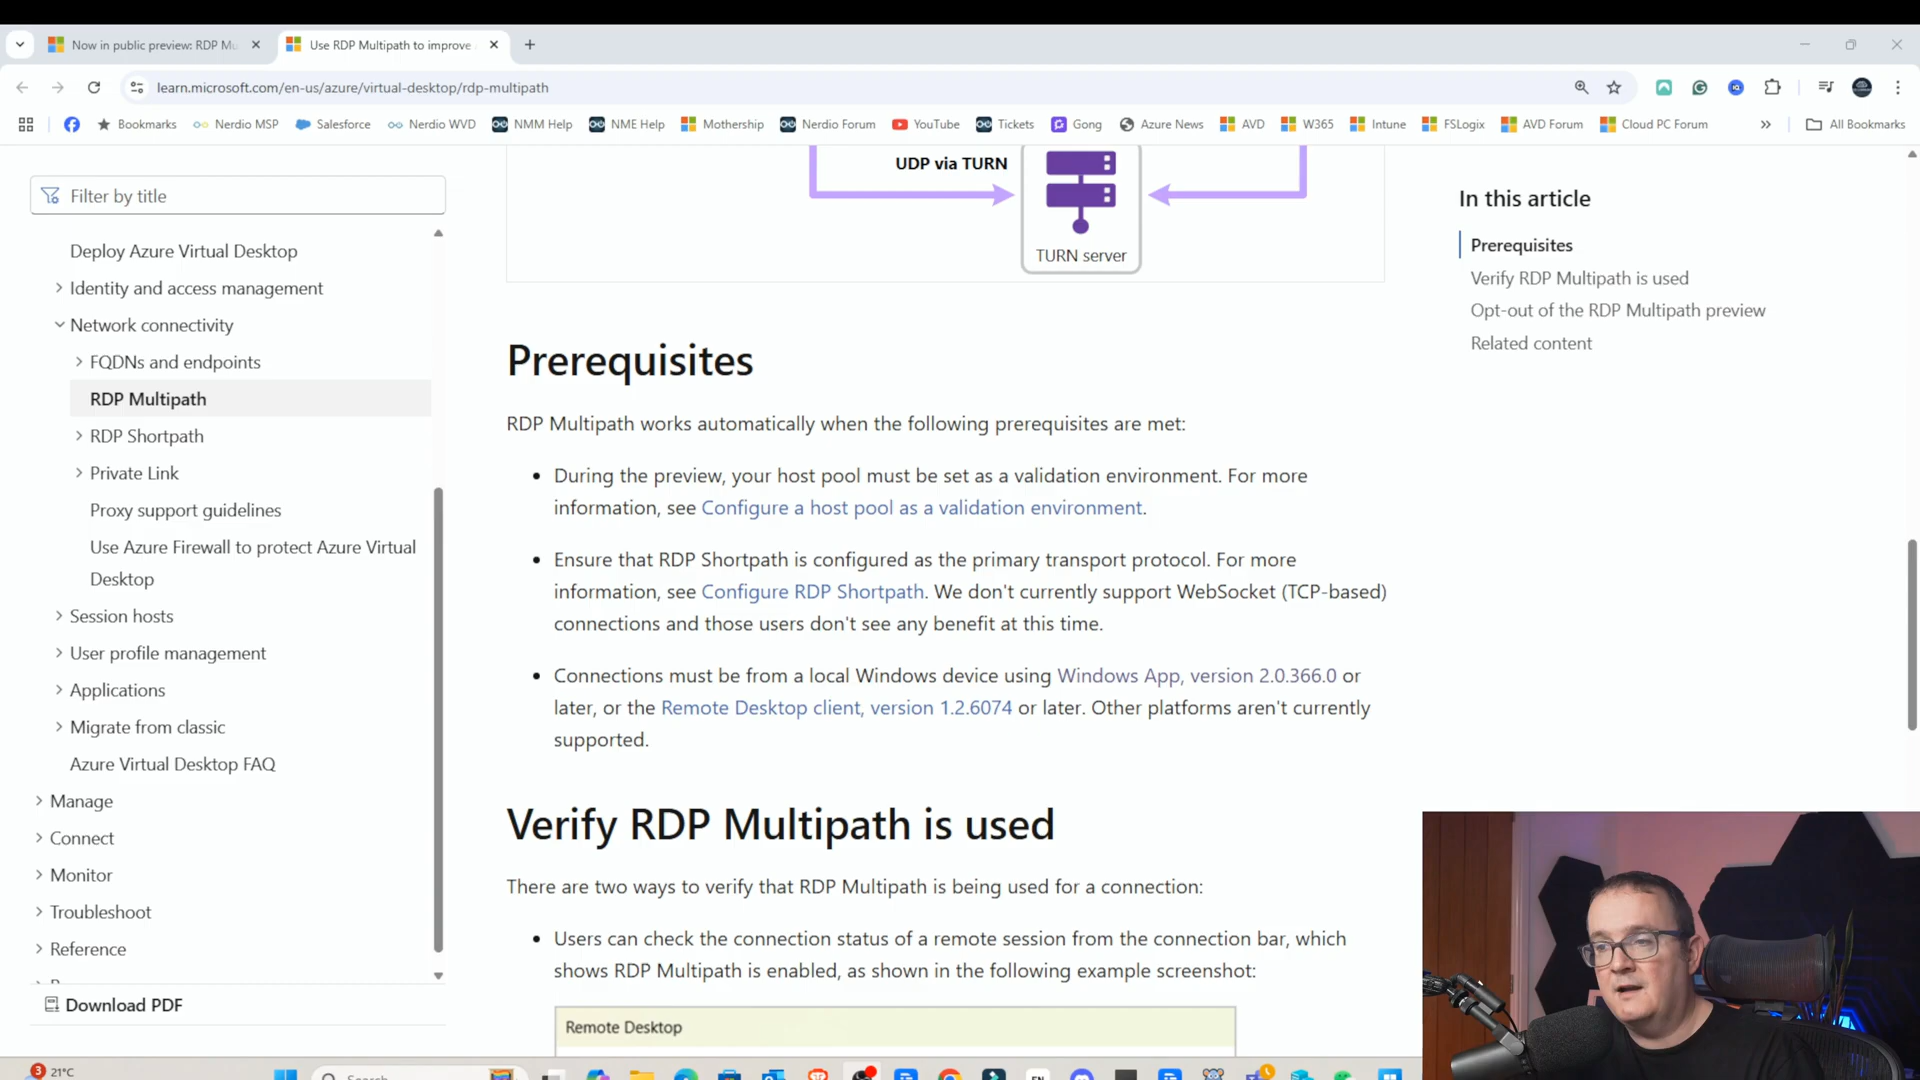 Now in public preview: RDP Mu
Use RDP Multipath to improve
learn.microsoft.com/en-us/azure/virtual-desktop/rdp-multipath
Bookmarks
Nerdio MSP
Salesforce
Nerdio WVD
NMM Help
NME Help
Mothership
Nerdio Forum
YouTube
Tickets
Gong
Azure News
AVD
W365
Intune
FSLogix
AVD Forum
Cloud PC Forum
All Bookmarks
Filter by title
Deploy Azure Virtual Desktop
Identity and access management
Network connectivity
FQDNs and endpoints
RDP Multipath
RDP Shortpath
Private Link
Proxy support guidelines
Use Azure Firewall to protect Azure Virtual
Desktop
Session hosts
User profile management
Applications
Migrate from classic
Azure Virtual Desktop FAQ
Manage
Connect
Monitor
Troubleshoot
Reference
Download PDF
UDP via TURN
TURN server
Prerequisites
RDP Multipath works automatically when the following prerequisites are met:
• During the preview, your host pool must be set as a validation environment. For more
information, see Configure a host pool as a validation environment.
• Ensure that RDP Shortpath is configured as the primary transport protocol. For more
information, see Configure RDP Shortpath. We don't currently support WebSocket (TCP-based)
connections and those users don't see any benefit at this time.
• Connections must be from a local Windows device using Windows App, version 2.0.366.0 or
later, or the Remote Desktop client, version 1.2.6074 or later. Other platforms aren't currently
supported.
Verify RDP Multipath is used
There are two ways to verify that RDP Multipath is being used for a connection:
• Users can check the connection status of a remote session from the connection bar, which
shows RDP Multipath is enabled, as shown in the following example screenshot:
Remote Desktop
In this article
Prerequisites
Verify RDP Multipath is used
Opt-out of the RDP Multipath preview
Related content
3
21°C
Search